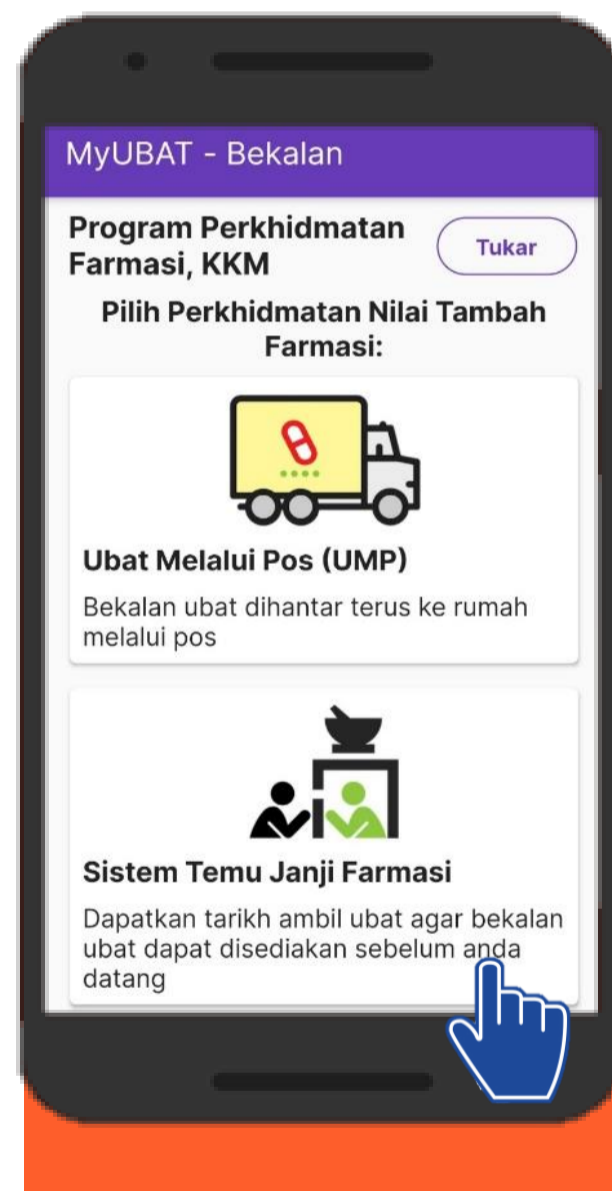 MyUBAT - Bekalan
Program Perkhidmatan
Farmasi, KKM
Tukar
Pilih Perkhidmatan Nilai Tambah
Farmasi:
Ubat Melalui Pos (UMP)
Bekalan ubat dihantar terus ke rumah
melalui pos
Sistem Temu Janji Farmasi
Dapatkan tarikh ambil ubat agar bekalan
ubat dapat disediakan sebelum anda
datang